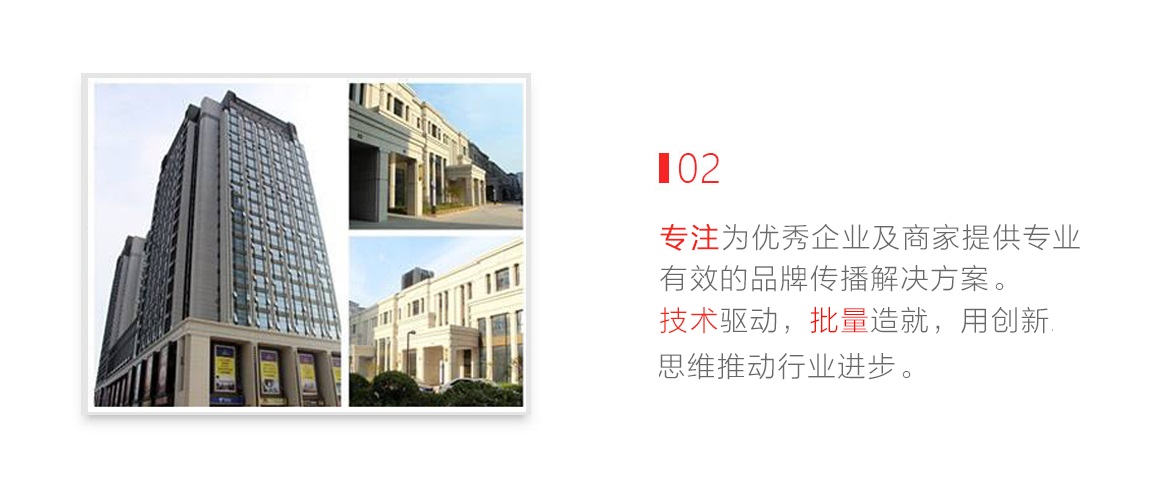 02
专注为优秀企业及商家提供专业
有效的品牌传播解决方案。
技术驱动，批量造就，用创新
思维推动行业进步。